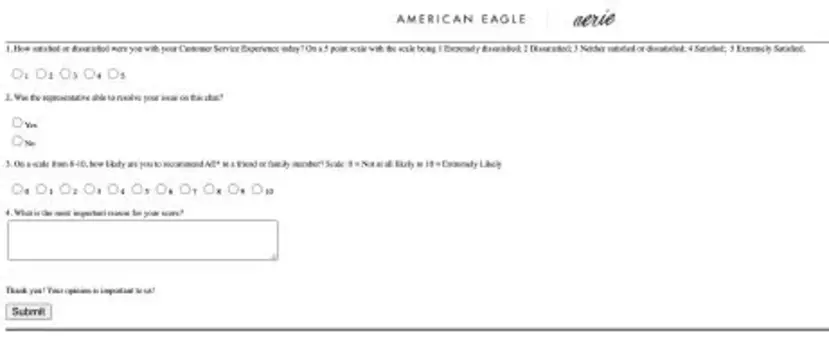 AMERICAN EAGLE aerie
1. How satisfied or dissatisfied were you with your Customer Service Experience today? On a 5 point scale with the scale being 1 Extremely dissatisfied; 2 Dissatisfied; 3 Neither satisfied or dissatisfied; 4 Satisfied; 5 Extremely Satisfied.
1 2 3 4 5
2. Was the representative able to resolve your issue on this chat?
Yes
No
3. On a scale from 0-10, how likely are you to recommend AE* to a friend or family member? Scale: 0 = Not at all likely to 10 = Extremely Likely
0 1 2 3 4 5 6 7 8 9 10
4. What is the most important reason for your score?
Thank you! Your opinion is important to us!
Submit